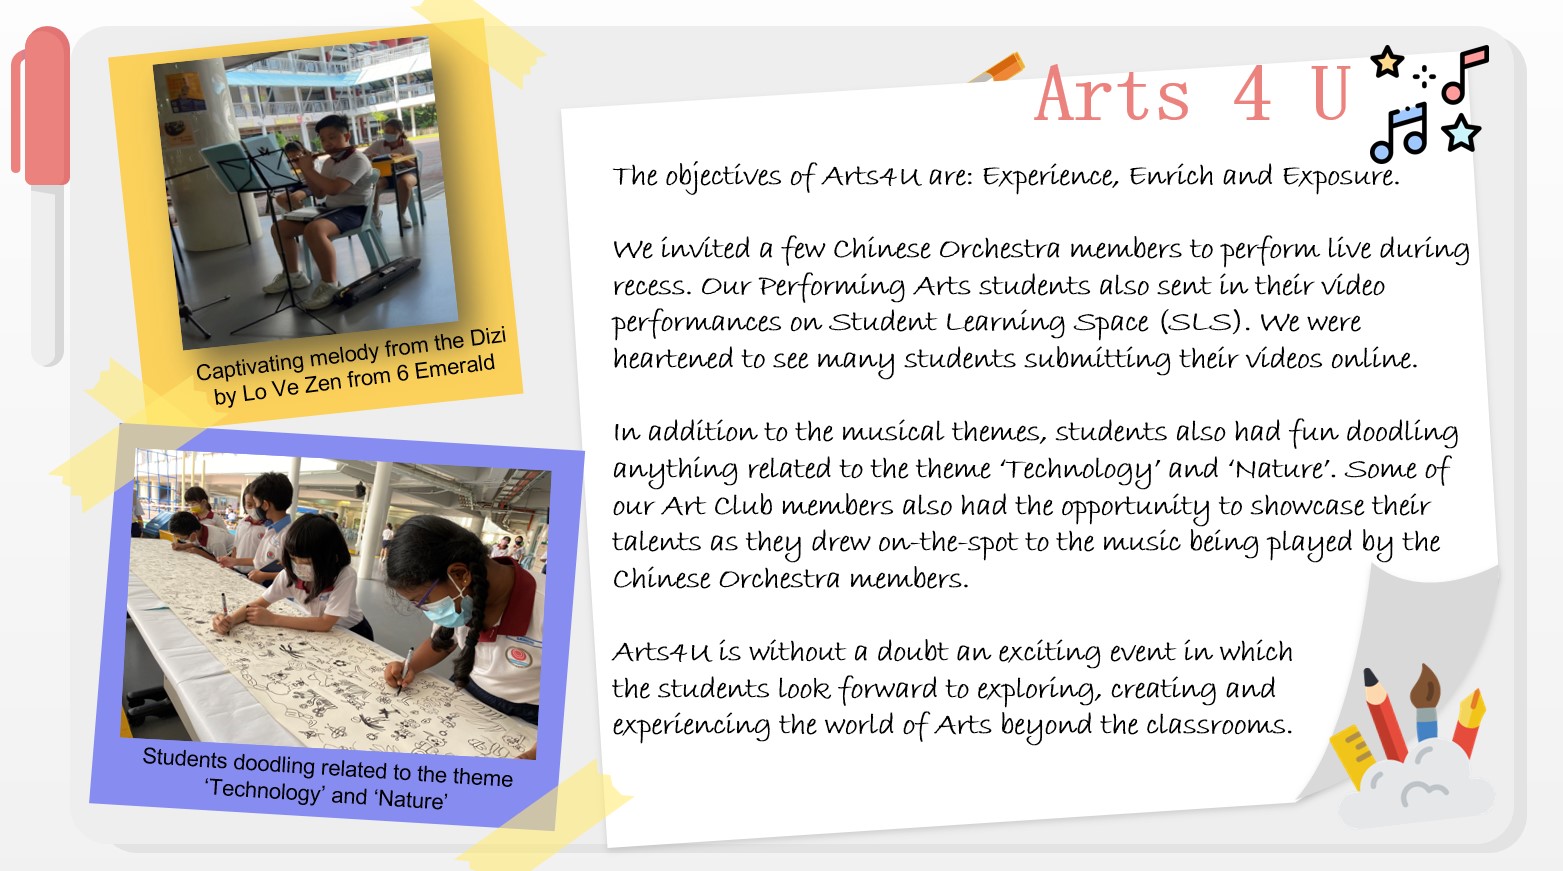 Arts 4 U
The objectives of Arts4U are: Experience, Enrich and Exposure.
We invited a few Chinese Orchestra members to perform live during
recess. Our Performing Arts students also sent in their video
performances on Student Learning Space (SLS). We were
heartened to see many students submitting their videos online.
In addition to the musical themes, students also had fun doodling
anything related to the theme ‘Technology’ and ‘Nature’. Some of
our Art Club members also had the opportunity to showcase their
talents as they drew on-the-spot to the music being played by the
Chinese Orchestra members.
Arts4U is without a doubt an exciting event in which
the students look forward to exploring, creating and
experiencing the world of Arts beyond the classrooms.
Captivating melody from the Dizi
by Lo Ve Zen from 6 Emerald
Students doodling related to the theme
‘Technology’ and ‘Nature’